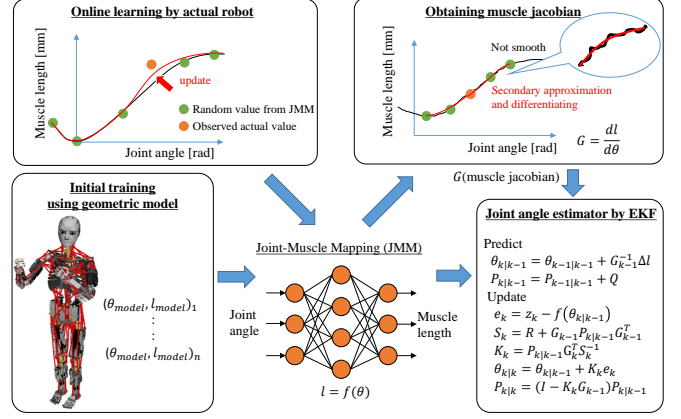 Online learning by actual robot
Muscle length [mm]
update
Random value from JMM
Observed actual value
Joint angle [rad]
Obtaining muscle jacobian
Muscle length [mm]
Not smooth
Secondary approximation
and differentiating
Joint angle [rad]
G = dl/dθ
G(muscle jacobian)
Initial training
using geometric model
(θ_model, l_model)_1
⋮
(θ_model, l_model)_n
Joint-Muscle Mapping (JMM)
Joint
angle
Muscle
length
l = f(θ)
Joint angle estimator by EKF
Predict
θ_{k|k−1} = θ_{k−1|k−1} + G_{k−1}^{−1}Δl
P_{k|k−1} = P_{k−1|k−1} + Q
Update
e_k = z_k − f(θ_{k|k−1})
S_k = R + G_{k−1}P_{k|k−1}G_{k−1}^T
K_k = P_{k|k−1}G_k^T S_k^{−1}
θ_{k|k} = θ_{k|k−1} + K_k e_k
P_{k|k} = (I − K_k G_{k−1})P_{k|k−1}